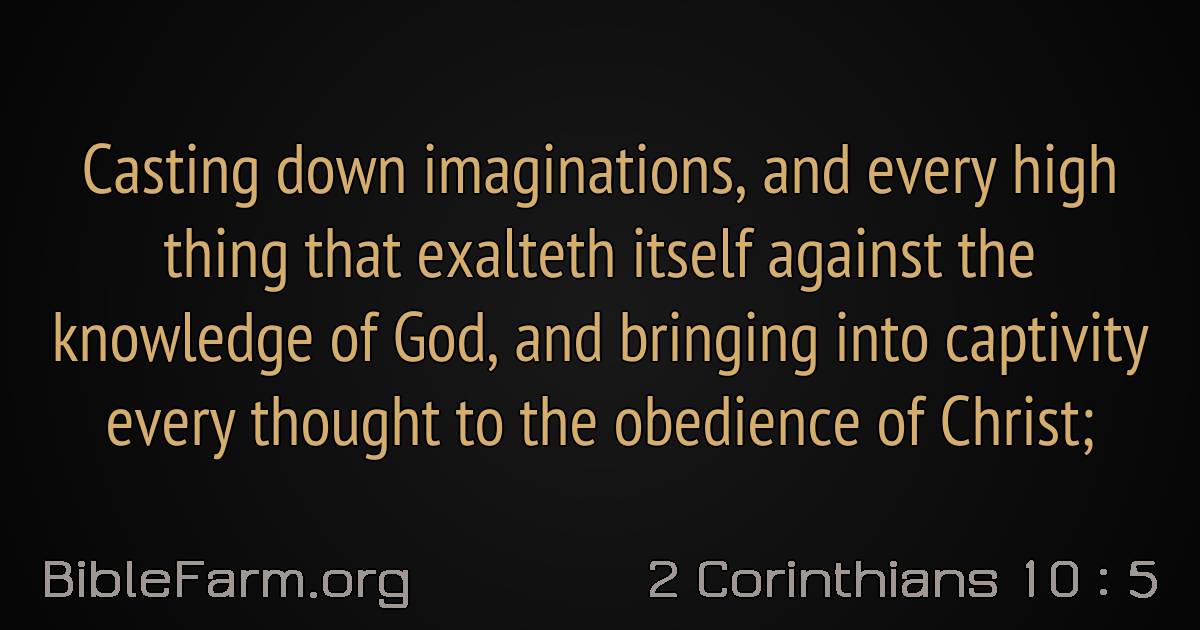 Casting down imaginations, and every high
thing that exalteth itself against the
knowledge of God, and bringing into captivity
every thought to the obedience of Christ;
BibleFarm.org
2 Corinthians 10 : 5